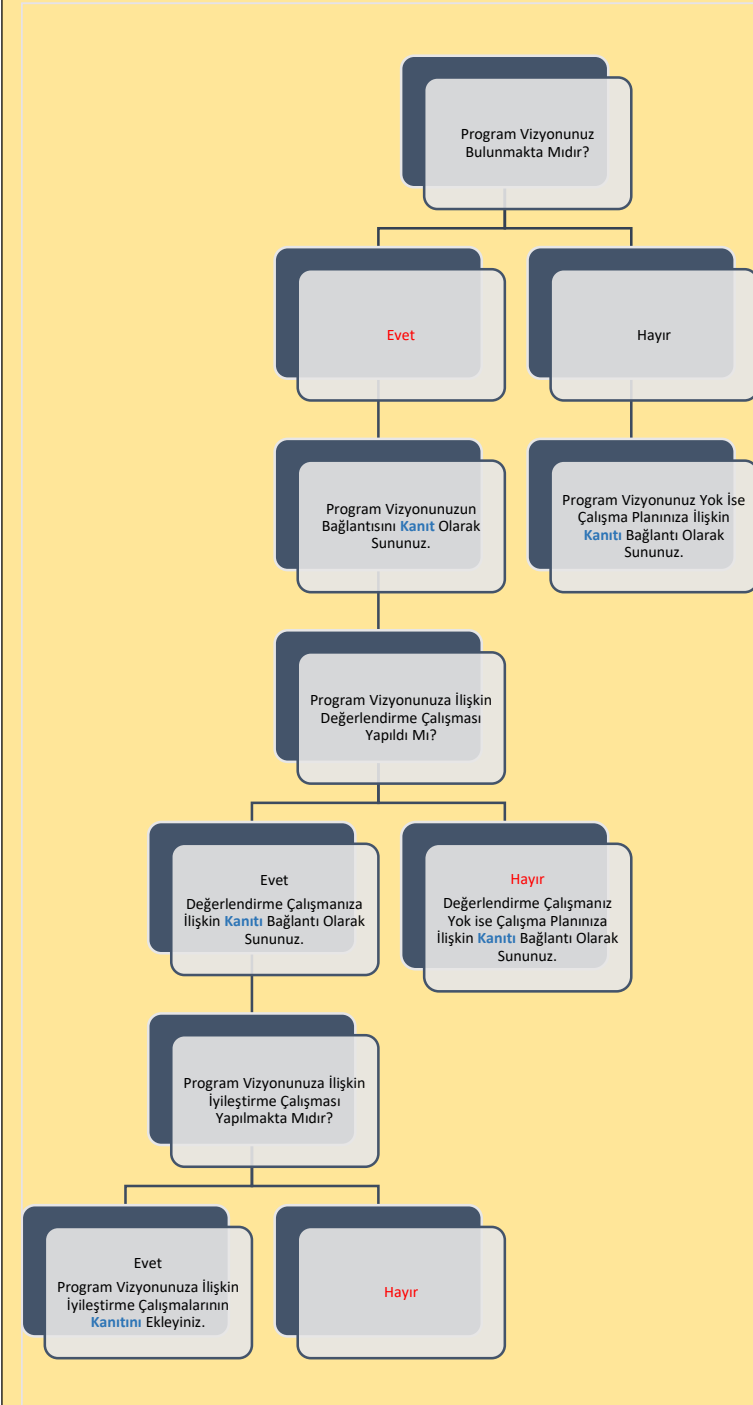 Program Vizyonunuz
Bulunmakta Mıdır?
Evet
Hayır
Program Vizyonunuzun
Bağlantısını Kanıt Olarak
Sununuz.
Program Vizyonunuz Yok İse
Çalışma Planınıza İlişkin
Kanıtı Bağlantı Olarak
Sununuz.
Program Vizyonunuza İlişkin
Değerlendirme Çalışması
Yapıldı Mı?
Evet
Değerlendirme Çalışmanıza
İlişkin Kanıtı Bağlantı Olarak
Sununuz.
Hayır
Değerlendirme Çalışmanız
Yok ise Çalışma Planınıza
İlişkin Kanıtı Bağlantı Olarak
Sununuz.
Program Vizyonunuza İlişkin
İyileştirme Çalışması
Yapılmakta Mıdır?
Evet
Program Vizyonunuza İlişkin
İyileştirme Çalışmalarının
Kanıtını Ekleyiniz.
Hayır